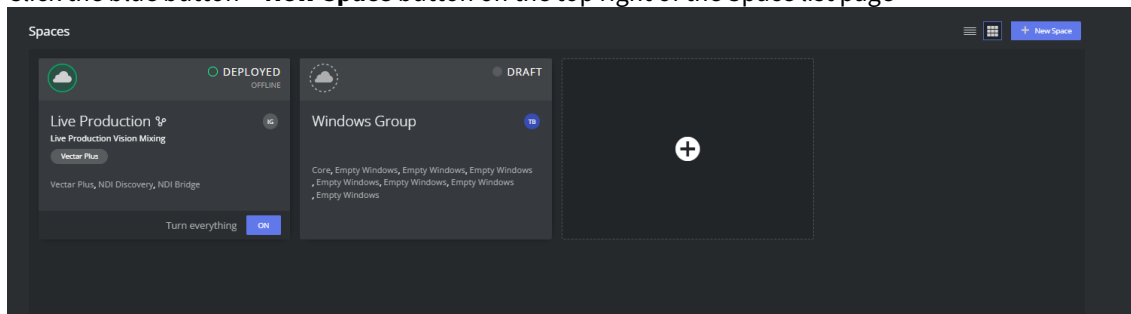 Spaces
+ New Space
DEPLOYED
OFFLINE
Live Production
IG
Live Production Vision Mixing
Vectar Plus
Vectar Plus, NDI Discovery, NDI Bridge
Turn everything ON
DRAFT
Windows Group
TB
Core, Empty Windows, Empty Windows, Empty Windows
, Empty Windows, Empty Windows, Empty Windows
, Empty Windows